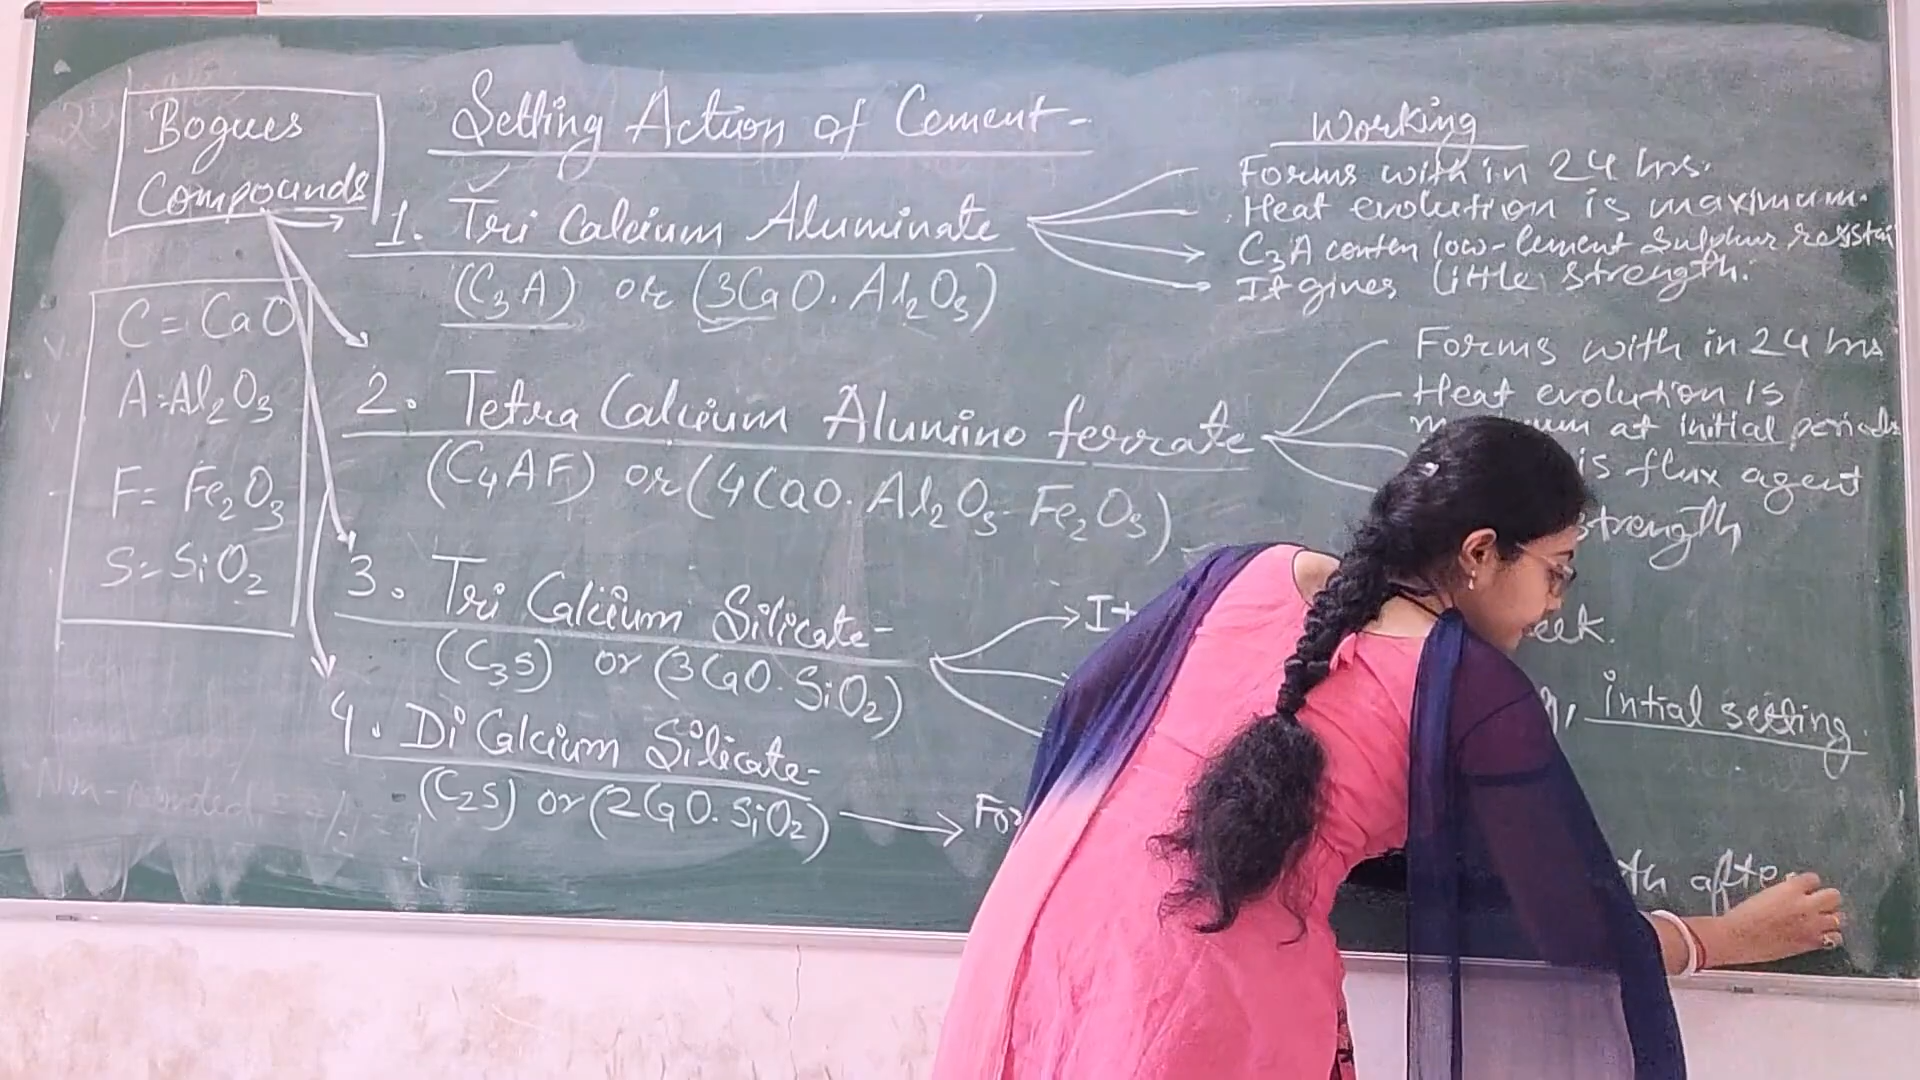 Bogues
Compounds
C = CaO
A = Al2O3
F = Fe2O3
S = SiO2
Setting Action of Cement -
1. Tri Calcium Aluminate
(C3A) or (3CaO. Al2O3)
2. Tetra Calcium Alumino ferrate
(C4AF) or (4CaO. Al2O3. Fe2O3)
3. Tri Calcium Silicate -
(C3S) or (3CaO. SiO2)
4. Di Calcium Silicate -
(C2S) or (2CaO. SiO2)
Working
Forms with in 24 hrs.
Heat evolution is maximum.
C3A conten low - Cement Sulphur
It gives little strength.
Forms with in 24 hrs
Heat evolution is
at initial periods
is flux agent
strength
It
eek.
intial setting.
For
th after